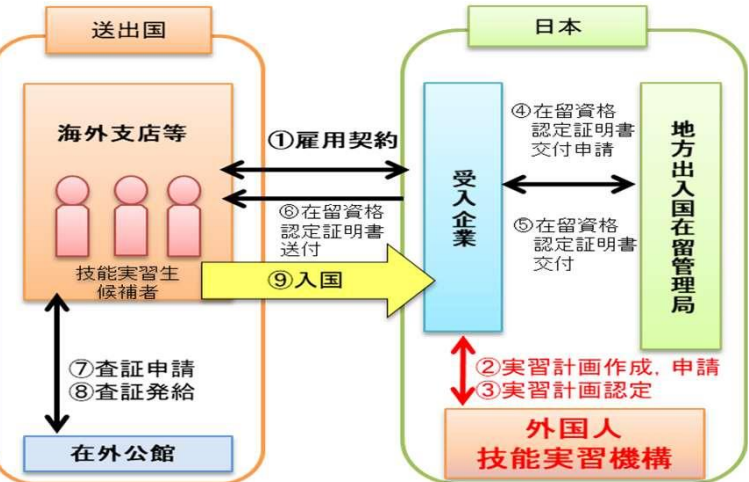 送出国
日本
海外支店等
技能実習生
候補者
①雇用契約
⑥在留資格
認定証明書
送付
⑨入国
受入企業
④在留資格
認定証明書
交付申請
⑤在留資格
認定証明書
交付
地方出入国在留管理局
⑦査証申請
⑧査証発給
在外公館
②実習計画作成，申請
③実習計画認定
外国人
技能実習機構